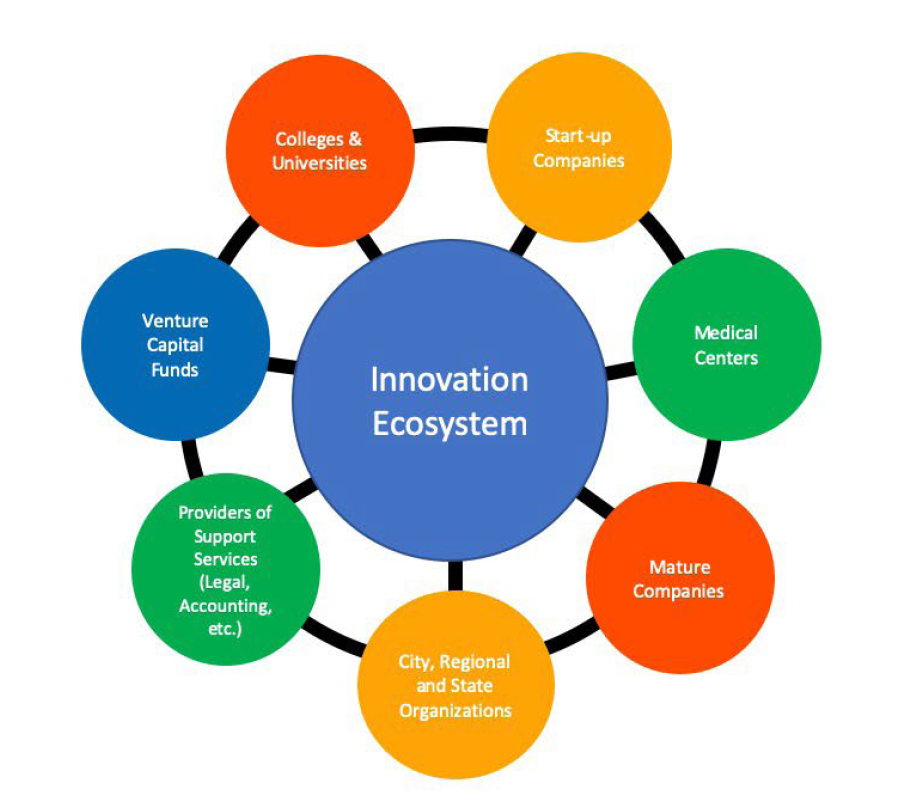 Colleges &
Universities
Start-up
Companies
Venture
Capital
Funds
Medical
Centers
Innovation
Ecosystem
Providers of
Support
Services
(Legal,
Accounting,
etc.)
Mature
Companies
City, Regional
and State
Organizations